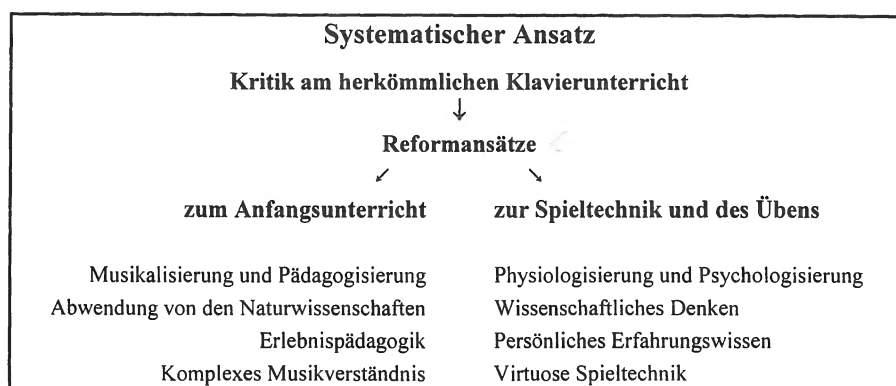 Systematischer Ansatz
Kritik am herkömmlichen Klavierunterricht
↓
Reformansätze
↙ ↘
zum Anfangsunterricht zur Spieltechnik und des Übens
Musikalisierung und Pädagogisierung Physiologisierung und Psychologisierung
Abwendung von den Naturwissenschaften Wissenschaftliches Denken
Erlebnispädagogik Persönliches Erfahrungswissen
Komplexes Musikverständnis Virtuose Spieltechnik